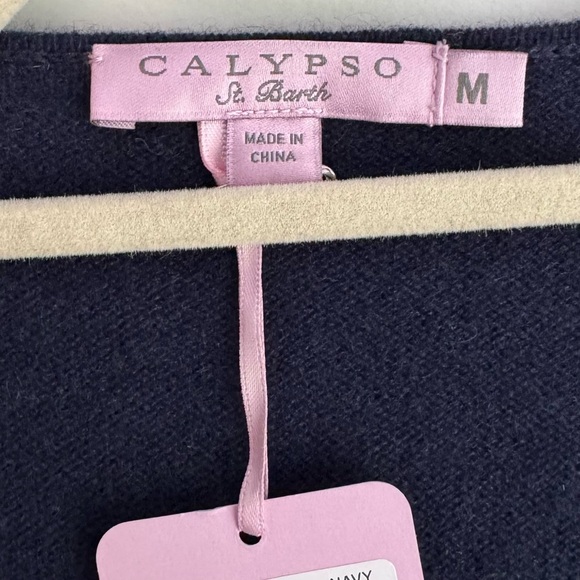 CALYPSO
St. Barth
M
MADE IN
CHINA
NAVY